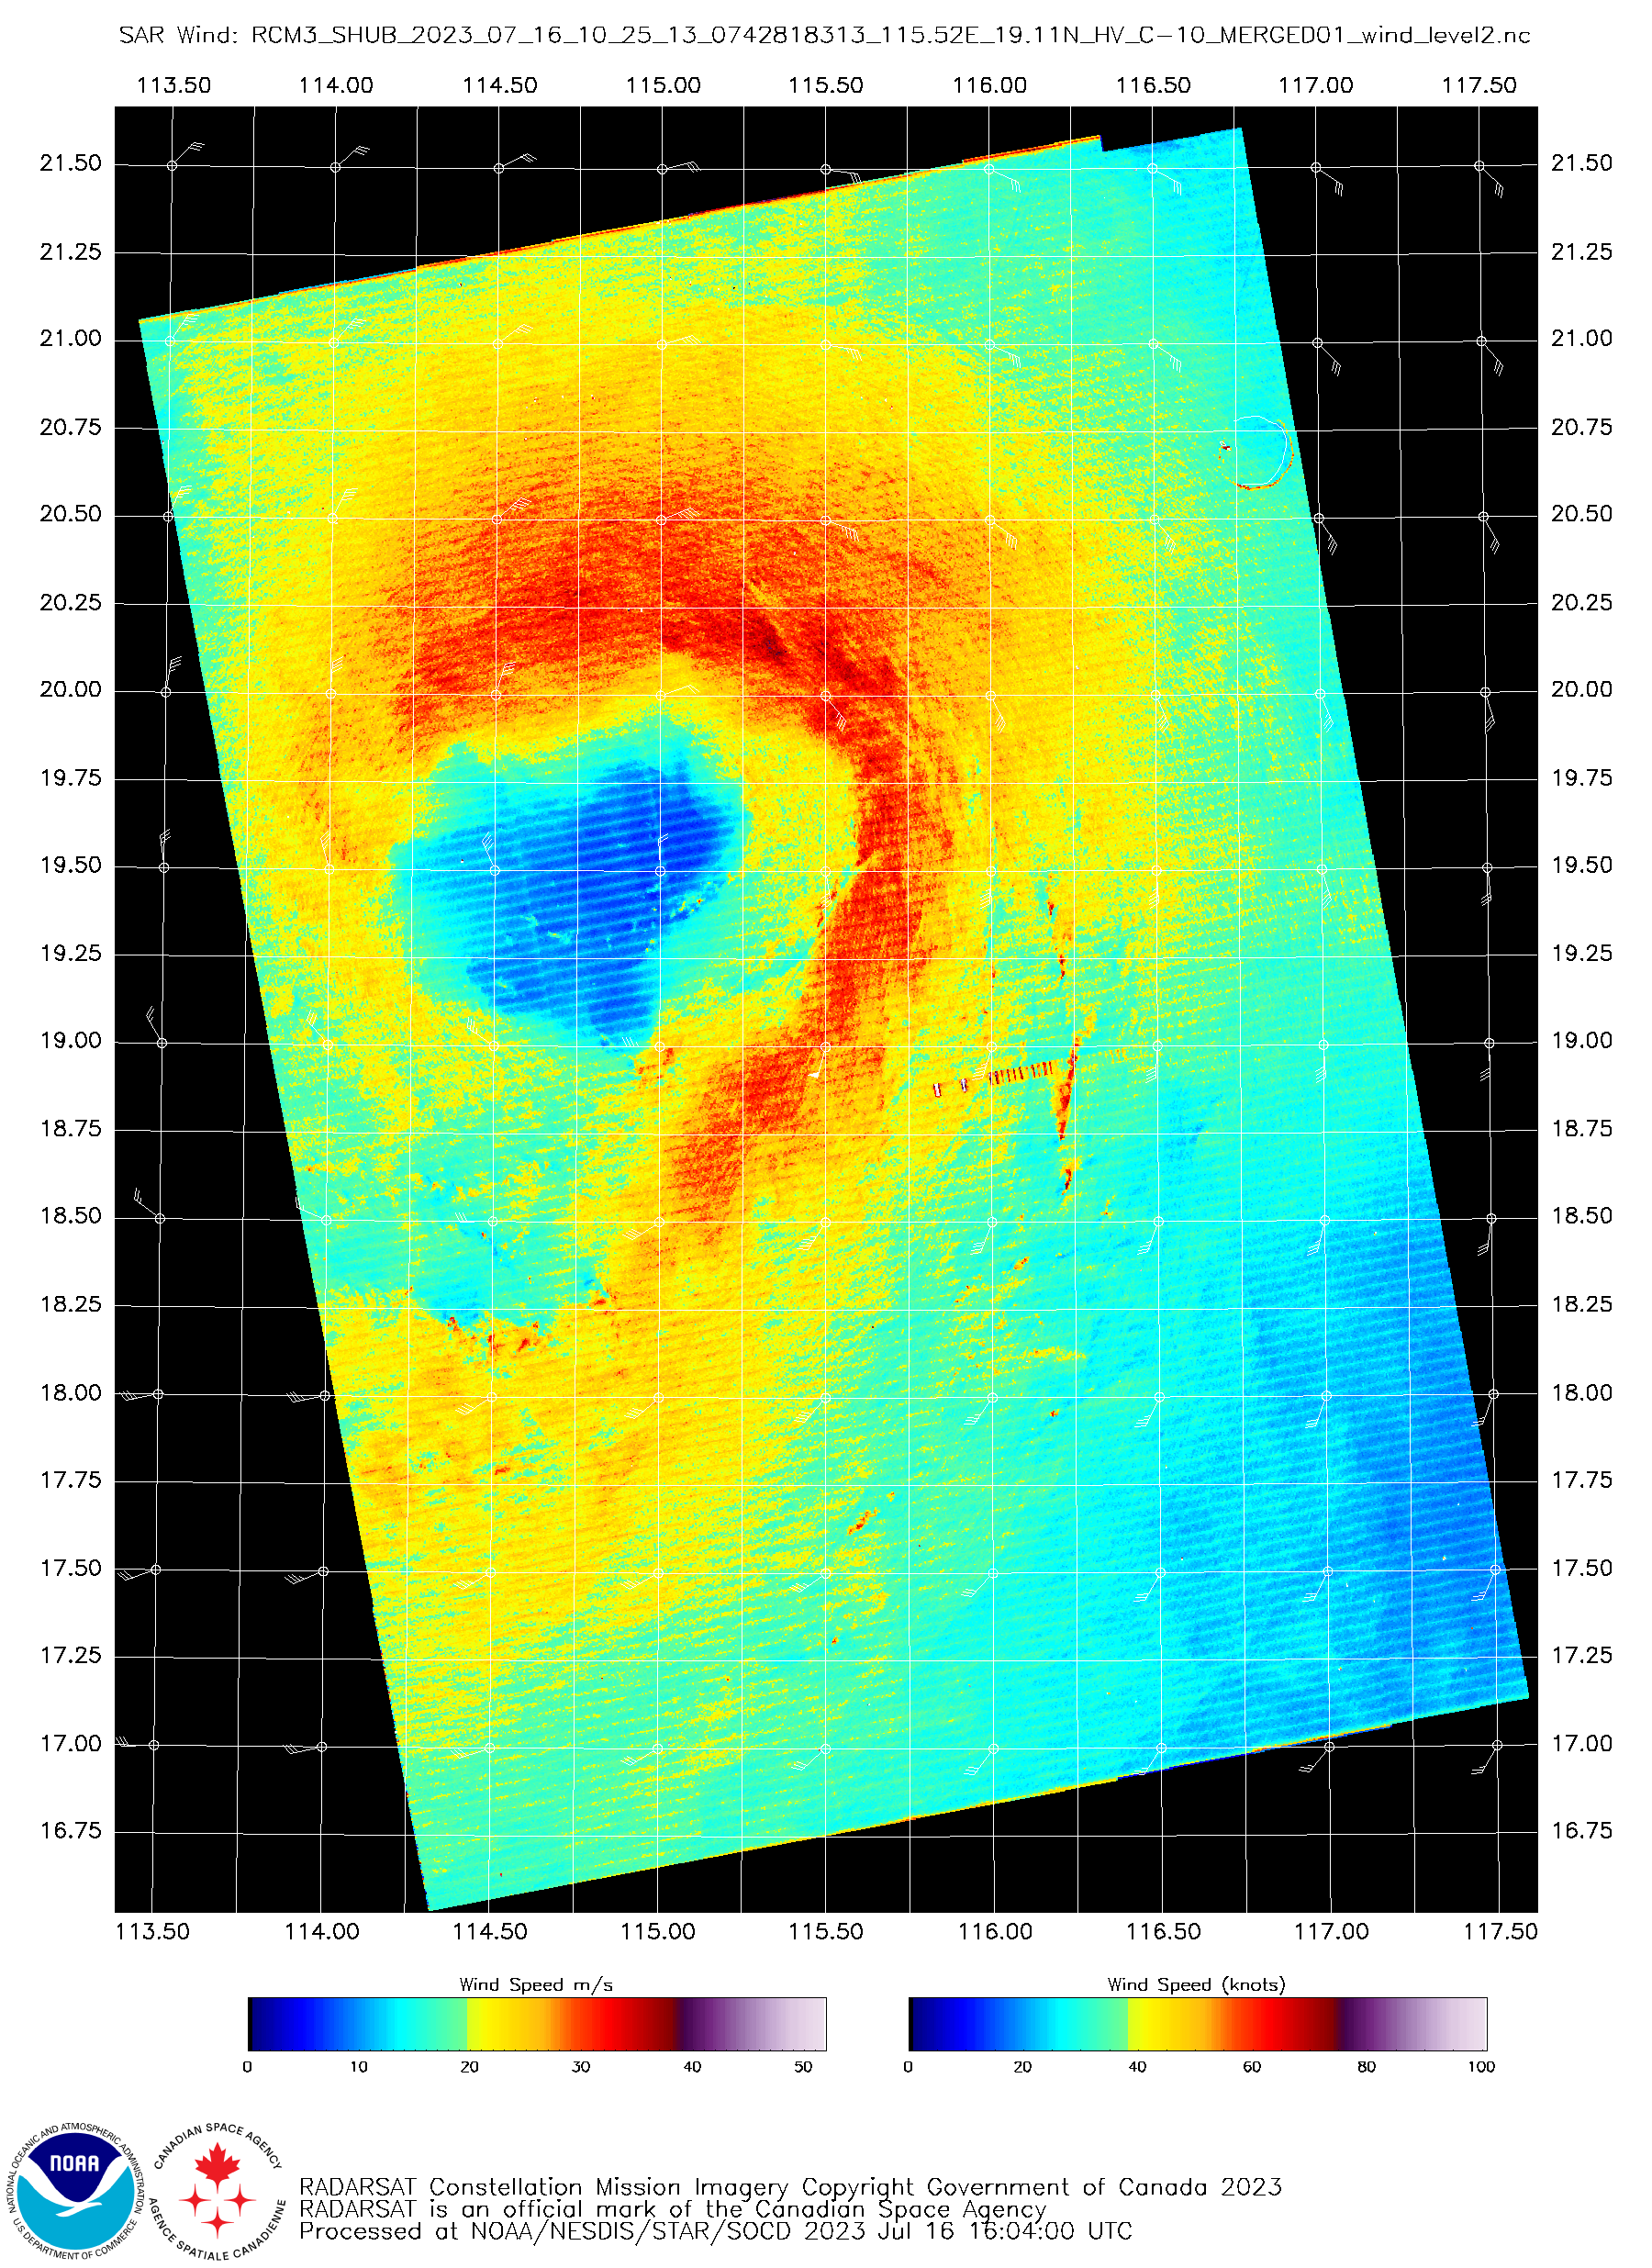 SAR Wind: RCM3_SHUB_2023_07_16_10_25_13_0742818313_115.52E_19.11N_HV_C-10_MERGED01_wind_level2.nc
113.50 114.00 114.50 115.00 115.50 116.00 116.50 117.00 117.50
21.50 21.50
21.25 21.25
21.00 21.00
20.75 20.75
20.50 20.50
20.25 20.25
20.00 20.00
19.75 19.75
19.50 19.50
19.25 19.25
19.00 19.00
18.75 18.75
18.50 18.50
18.25 18.25
18.00 18.00
17.75 17.75
17.50 17.50
17.25 17.25
17.00 17.00
16.75 16.75
113.50 114.00 114.50 115.00 115.50 116.00 116.50 117.00 117.50
Wind Speed m/s
0 10 20 30 40 50
Wind Speed (knots)
0 20 40 60 80 100
NATIONAL OCEANIC AND ATMOSPHERIC ADMINISTRATION
NOAA
U.S. DEPARTMENT OF COMMERCE
CANADIAN SPACE AGENCY
AGENCE SPATIALE CANADIENNE
RADARSAT Constellation Mission Imagery Copyright Government of Canada 2023
RADARSAT is an official mark of the Canadian Space Agency
Processed at NOAA/NESDIS/STAR/SOCD 2023 Jul 16 16:04:00 UTC